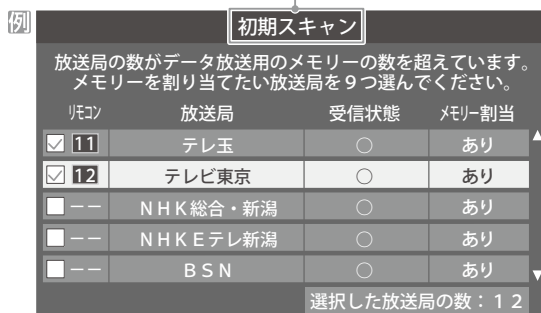 例
初期スキャン
放送局の数がデータ放送用のメモリーの数を超えています。
メモリーを割り当てたい放送局を９つ選んでください。
リモコン 放送局 受信状態 メモリー割当
11 テレ玉 ○ あり
12 テレビ東京 ○ あり
－－ ＮＨＫ総合・新潟 ○ あり
－－ ＮＨＫＥテレ新潟 ○ あり
－－ ＢＳＮ ○ あり
選択した放送局の数：１２